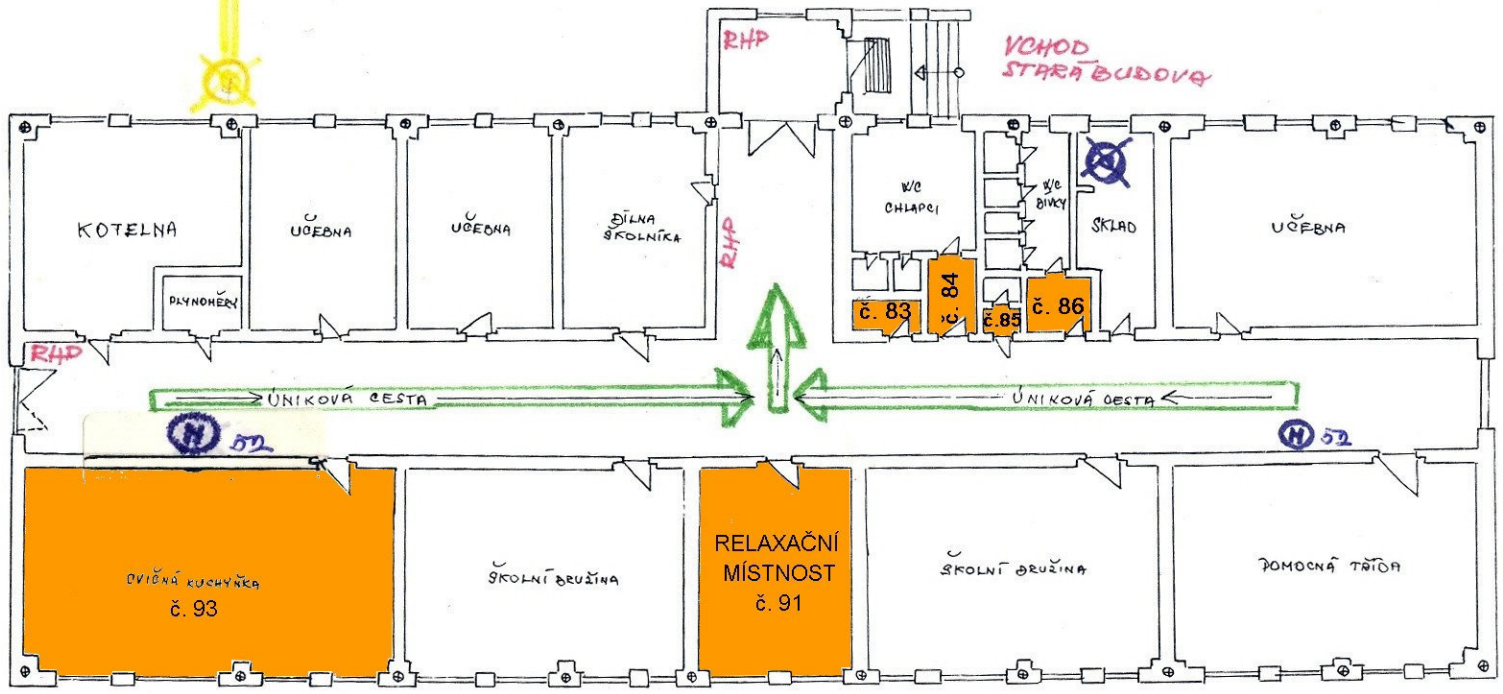 RHP
VCHOD
STARÁ BUDOVA
KOTELNA
UČEBNA
UČEBNA
DÍLNA
ŠKOLNÍKA
RHP
W/C
CHLAPCI
W/C
DÍVKY
SKLAD
UČEBNA
PLYNOMĚRY
č. 83
č. 84
č.85
č. 86
RHP
ÚNIKOVÁ CESTA
ÚNIKOVÁ CESTA
H 52
H 52
CVIČNÁ KUCHYŇKA
č. 93
ŠKOLNÍ DRUŽINA
RELAXAČNÍ
MÍSTNOST
č. 91
ŠKOLNÍ DRUŽINA
POMOCNÁ TŘÍDA